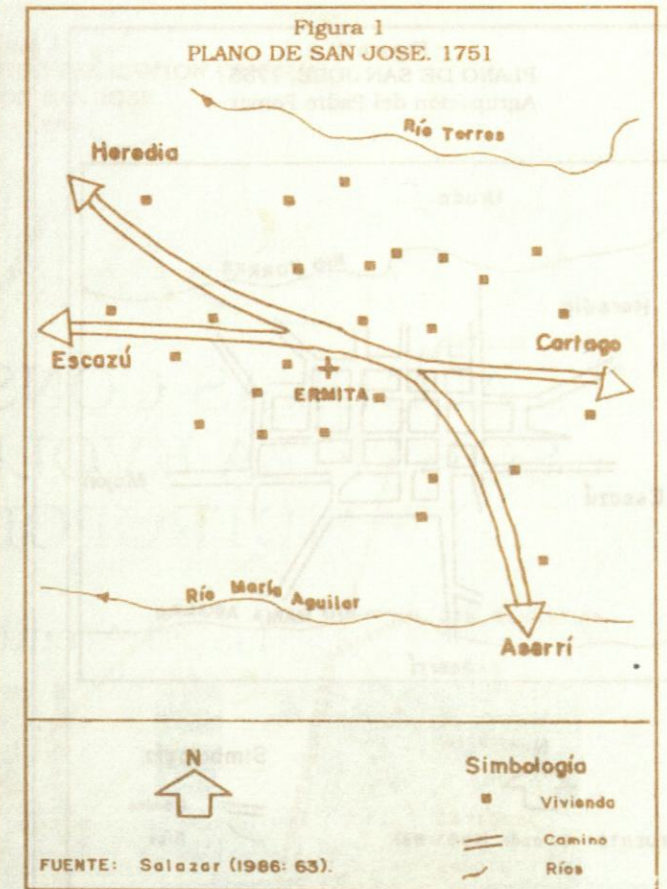 Figura 1
PLANO DE SAN JOSE. 1751
Río Torres
Heredia
Escazú
Cartago
ERMITA
Río María Aguilar
Aserrí
N
Simbología
Vivienda
Camino
Ríos
FUENTE: Salazar (1986: 63).